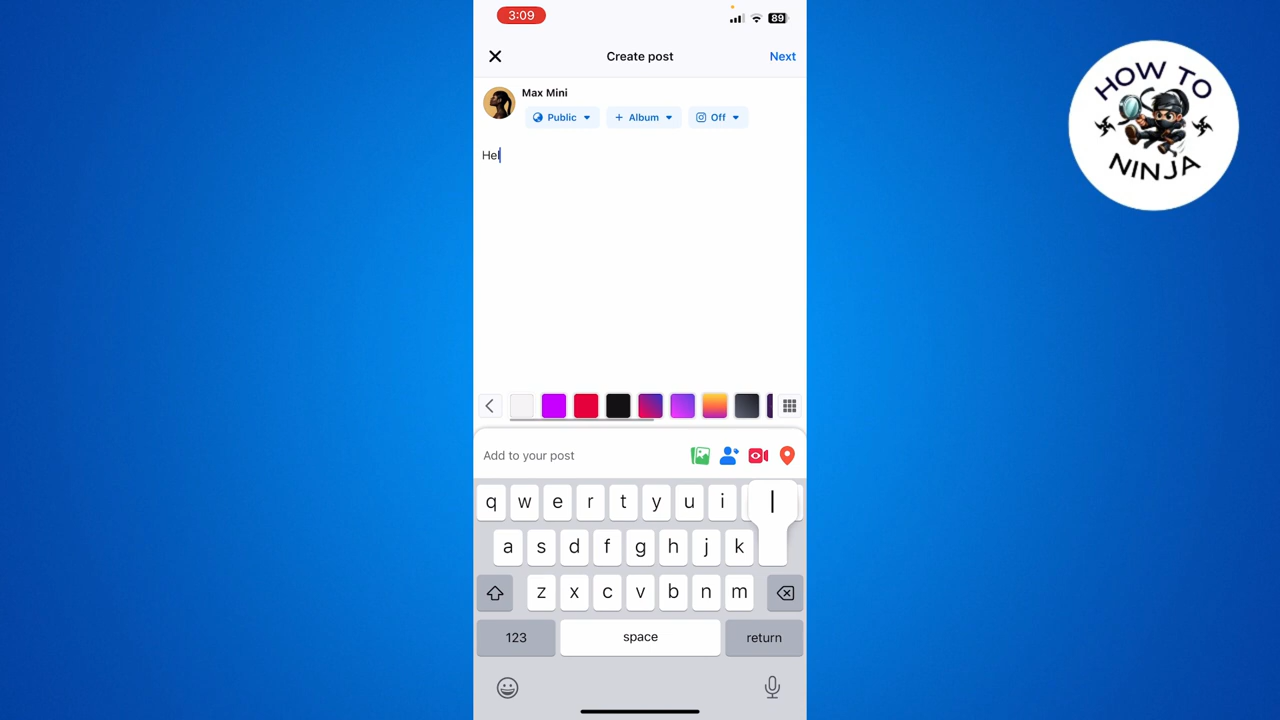 3:09
89
Create post
Next
Max Mini
Public
+ Album
Off
Hel
Add to your post
q w e r t y u i l
a s d f g h j k
z x c v b n m
123
space
return
HOW TO
NINJA